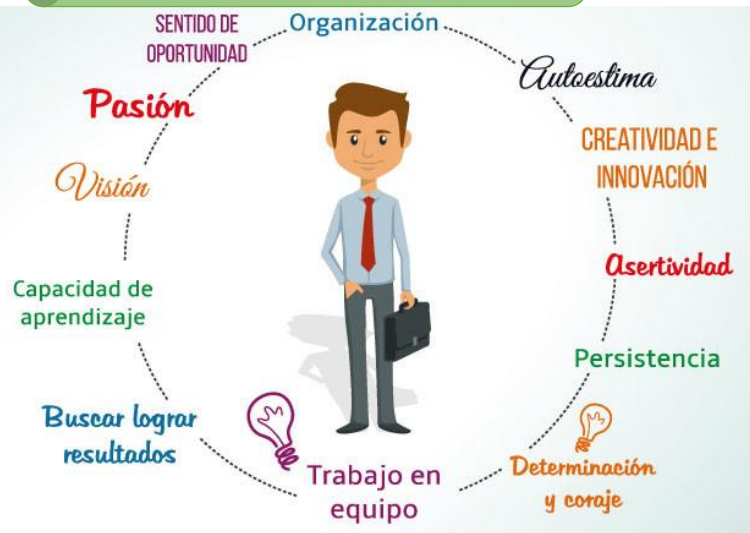 SENTIDO DE
OPORTUNIDAD
Organización
Autoestima
CREATIVIDAD E
INNOVACIÓN
Asertividad
Persistencia
Determinación
y coraje
Trabajo en
equipo
Buscar lograr
resultados
Capacidad de
aprendizaje
Visión
Pasión